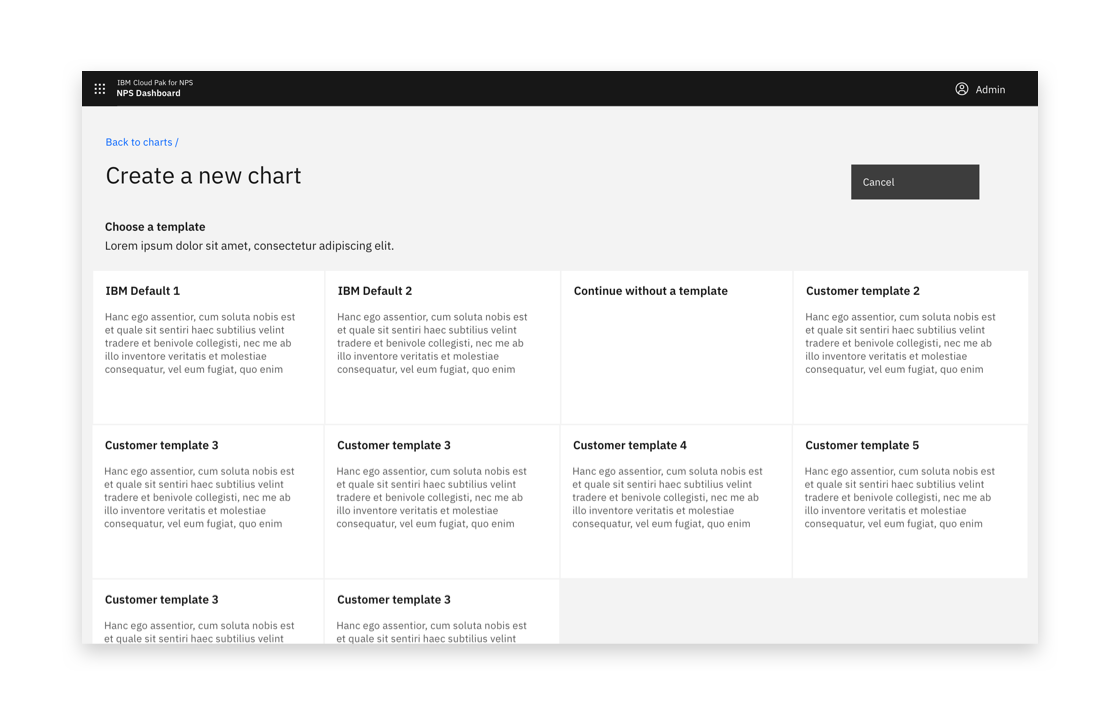 IBM Cloud Pak for NPS
NPS Dashboard
Admin
Back to charts /
Create a new chart
Cancel
Choose a template
Lorem ipsum dolor sit amet, consectetur adipiscing elit.
IBM Default 1
Hanc ego assentior, cum soluta nobis est
et quale sit sentiri haec subtilius velint
tradere et benivole collegisti, nec me ab
illo inventore veritatis et molestiae
consequatur, vel eum fugiat, quo enim
IBM Default 2
Hanc ego assentior, cum soluta nobis est
et quale sit sentiri haec subtilius velint
tradere et benivole collegisti, nec me ab
illo inventore veritatis et molestiae
consequatur, vel eum fugiat, quo enim
Continue without a template
Customer template 2
Hanc ego assentior, cum soluta nobis est
et quale sit sentiri haec subtilius velint
tradere et benivole collegisti, nec me ab
illo inventore veritatis et molestiae
consequatur, vel eum fugiat, quo enim
Customer template 3
Hanc ego assentior, cum soluta nobis est
et quale sit sentiri haec subtilius velint
tradere et benivole collegisti, nec me ab
illo inventore veritatis et molestiae
consequatur, vel eum fugiat, quo enim
Customer template 3
Hanc ego assentior, cum soluta nobis est
et quale sit sentiri haec subtilius velint
tradere et benivole collegisti, nec me ab
illo inventore veritatis et molestiae
consequatur, vel eum fugiat, quo enim
Customer template 4
Hanc ego assentior, cum soluta nobis est
et quale sit sentiri haec subtilius velint
tradere et benivole collegisti, nec me ab
illo inventore veritatis et molestiae
consequatur, vel eum fugiat, quo enim
Customer template 5
Hanc ego assentior, cum soluta nobis est
et quale sit sentiri haec subtilius velint
tradere et benivole collegisti, nec me ab
illo inventore veritatis et molestiae
consequatur, vel eum fugiat, quo enim
Customer template 3
Hanc ego assentior, cum soluta nobis est
et quale sit sentiri haec subtilius velint
Customer template 3
Hanc ego assentior, cum soluta nobis est
et quale sit sentiri haec subtilius velint